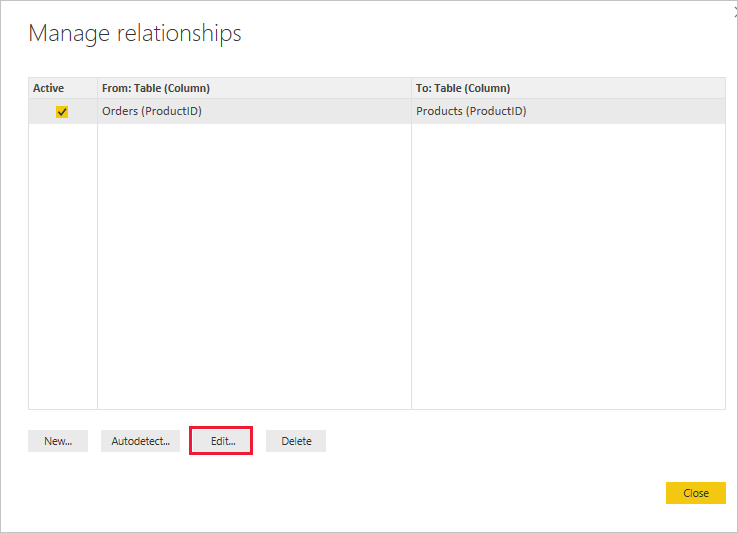 Manage relationships
Active From: Table (Column) To: Table (Column)
Orders (ProductID) Products (ProductID)
New... Autodetect... Edit... Delete
Close